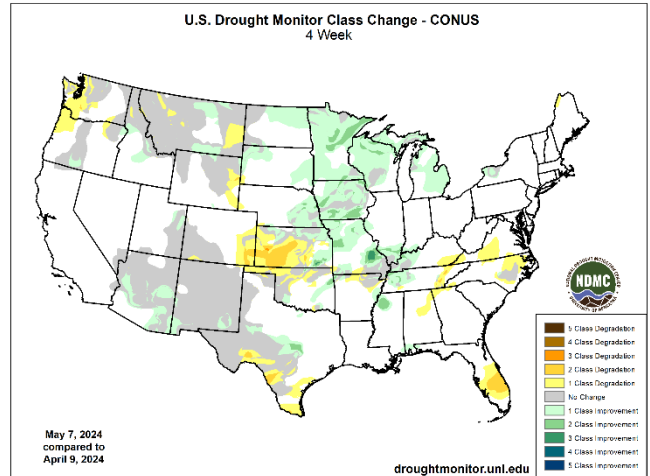 U.S. Drought Monitor Class Change - CONUS
4 Week
NDMC
5 Class Degradation
4 Class Degradation
3 Class Degradation
2 Class Degradation
1 Class Degradation
No Change
1 Class Improvement
2 Class Improvement
3 Class Improvement
4 Class Improvement
5 Class Improvement
May 7, 2024
compared to
April 9, 2024
droughtmonitor.unl.edu